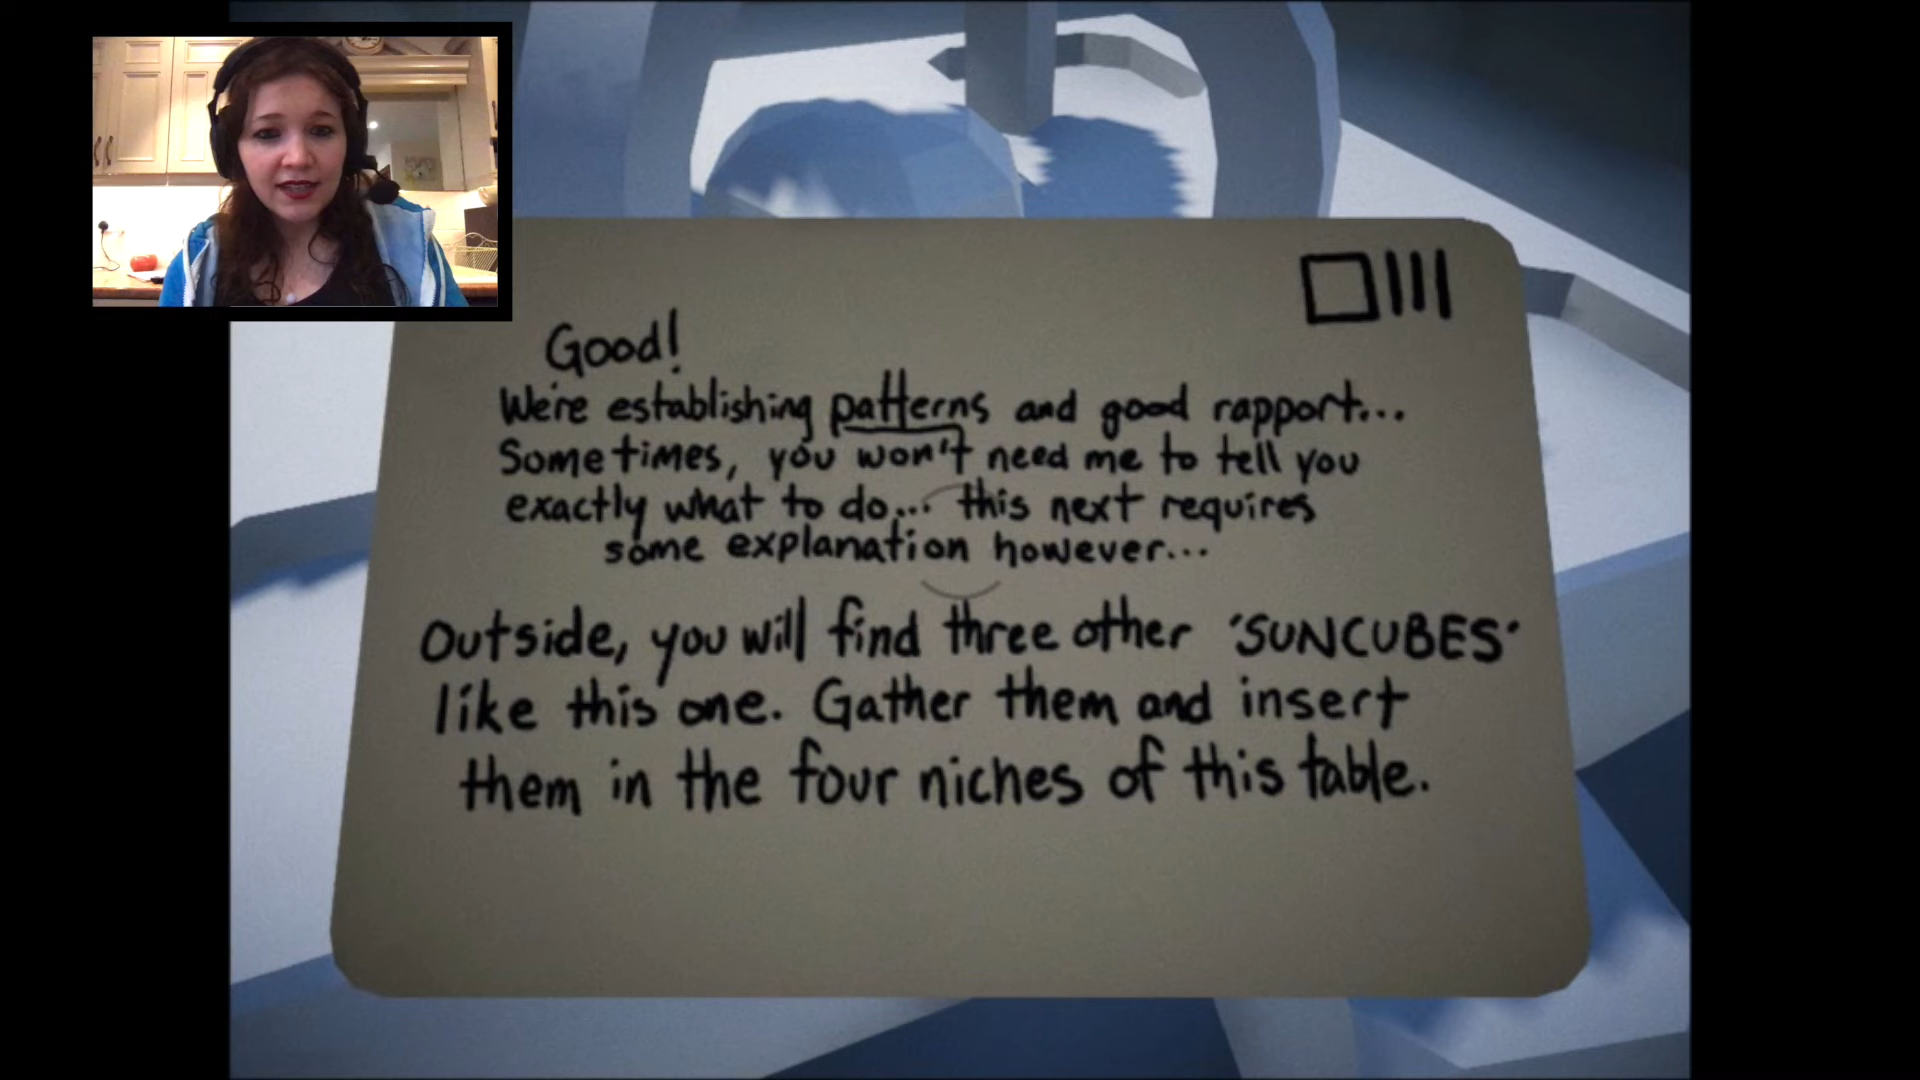 Good!
We're establishing patterns and good rapport...
Sometimes, you won't need me to tell you
exactly what to do... this next requires
some explanation however...
Outside, you will find three other 'SUNCUBES'
like this one. Gather them and insert
them in the four niches of this table.